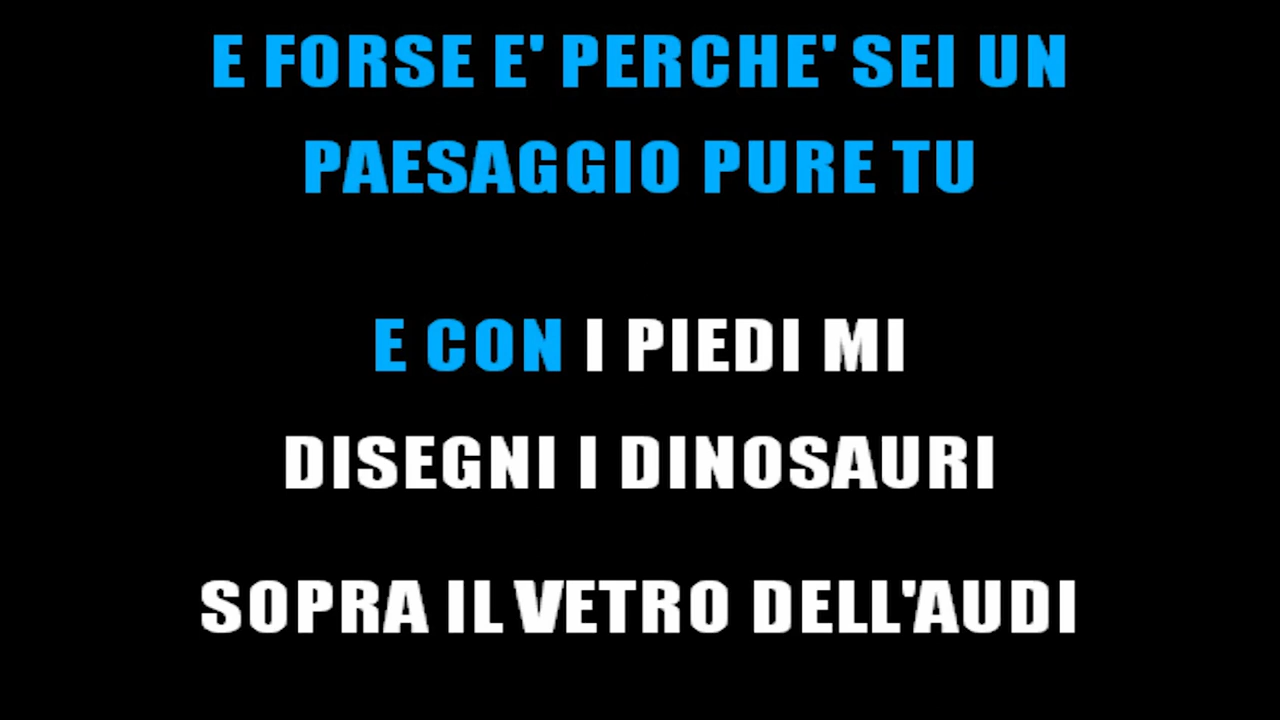 E FORSE E' PERCHE' SEI UN
PAESAGGIO PURE TU
E CON I PIEDI MI
DISEGNI I DINOSAURI
SOPRA IL VETRO DELL'AUDI